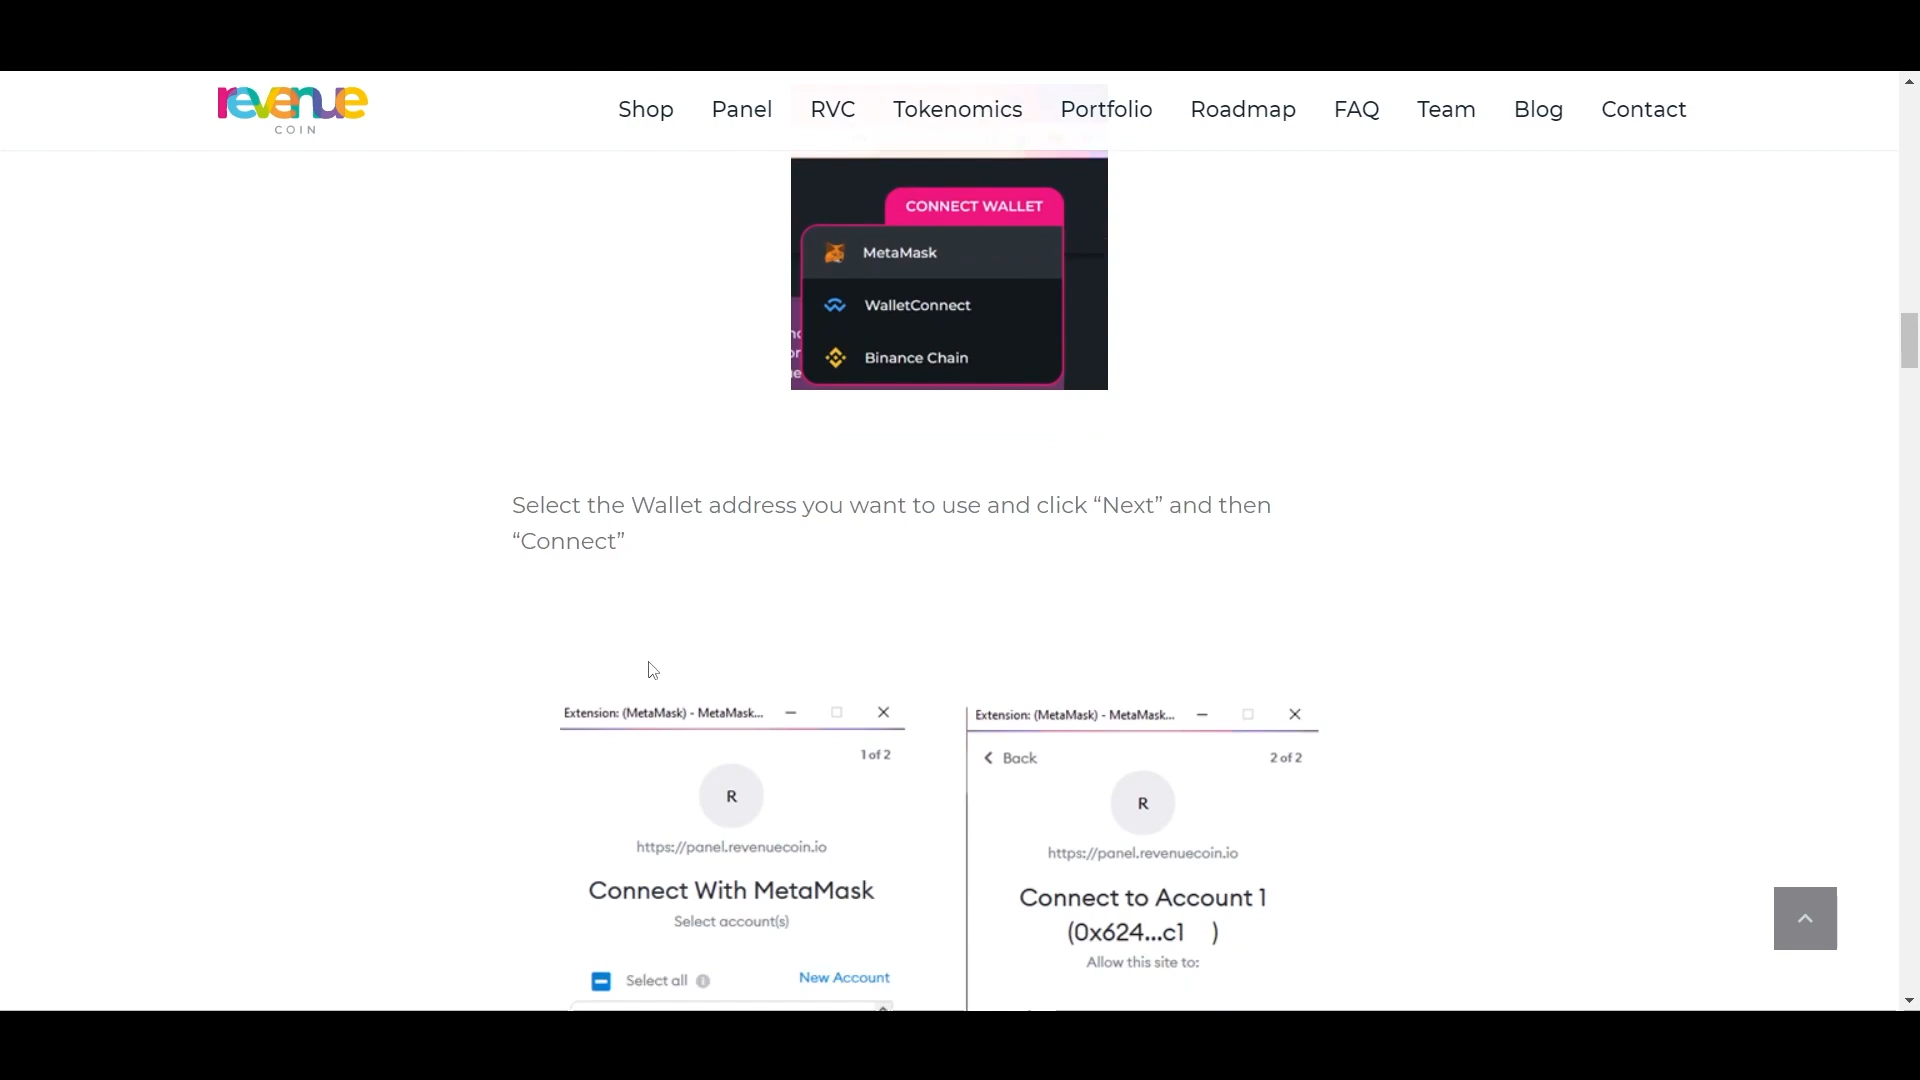 revenue
COIN
Shop Panel RVC Tokenomics Portfolio Roadmap FAQ Team Blog Contact
CONNECT WALLET
MetaMask
WalletConnect
Binance Chain
Select the Wallet address you want to use and click “Next” and then
“Connect”
Extension: (MetaMask) - MetaMask...
1 of 2
R
https://panel.revenuecoin.io
Connect With MetaMask
Select account(s)
Select all
New Account
Extension: (MetaMask) - MetaMask...
Back
2 of 2
R
https://panel.revenuecoin.io
Connect to Account 1
(0x624...c1 )
Allow this site to: